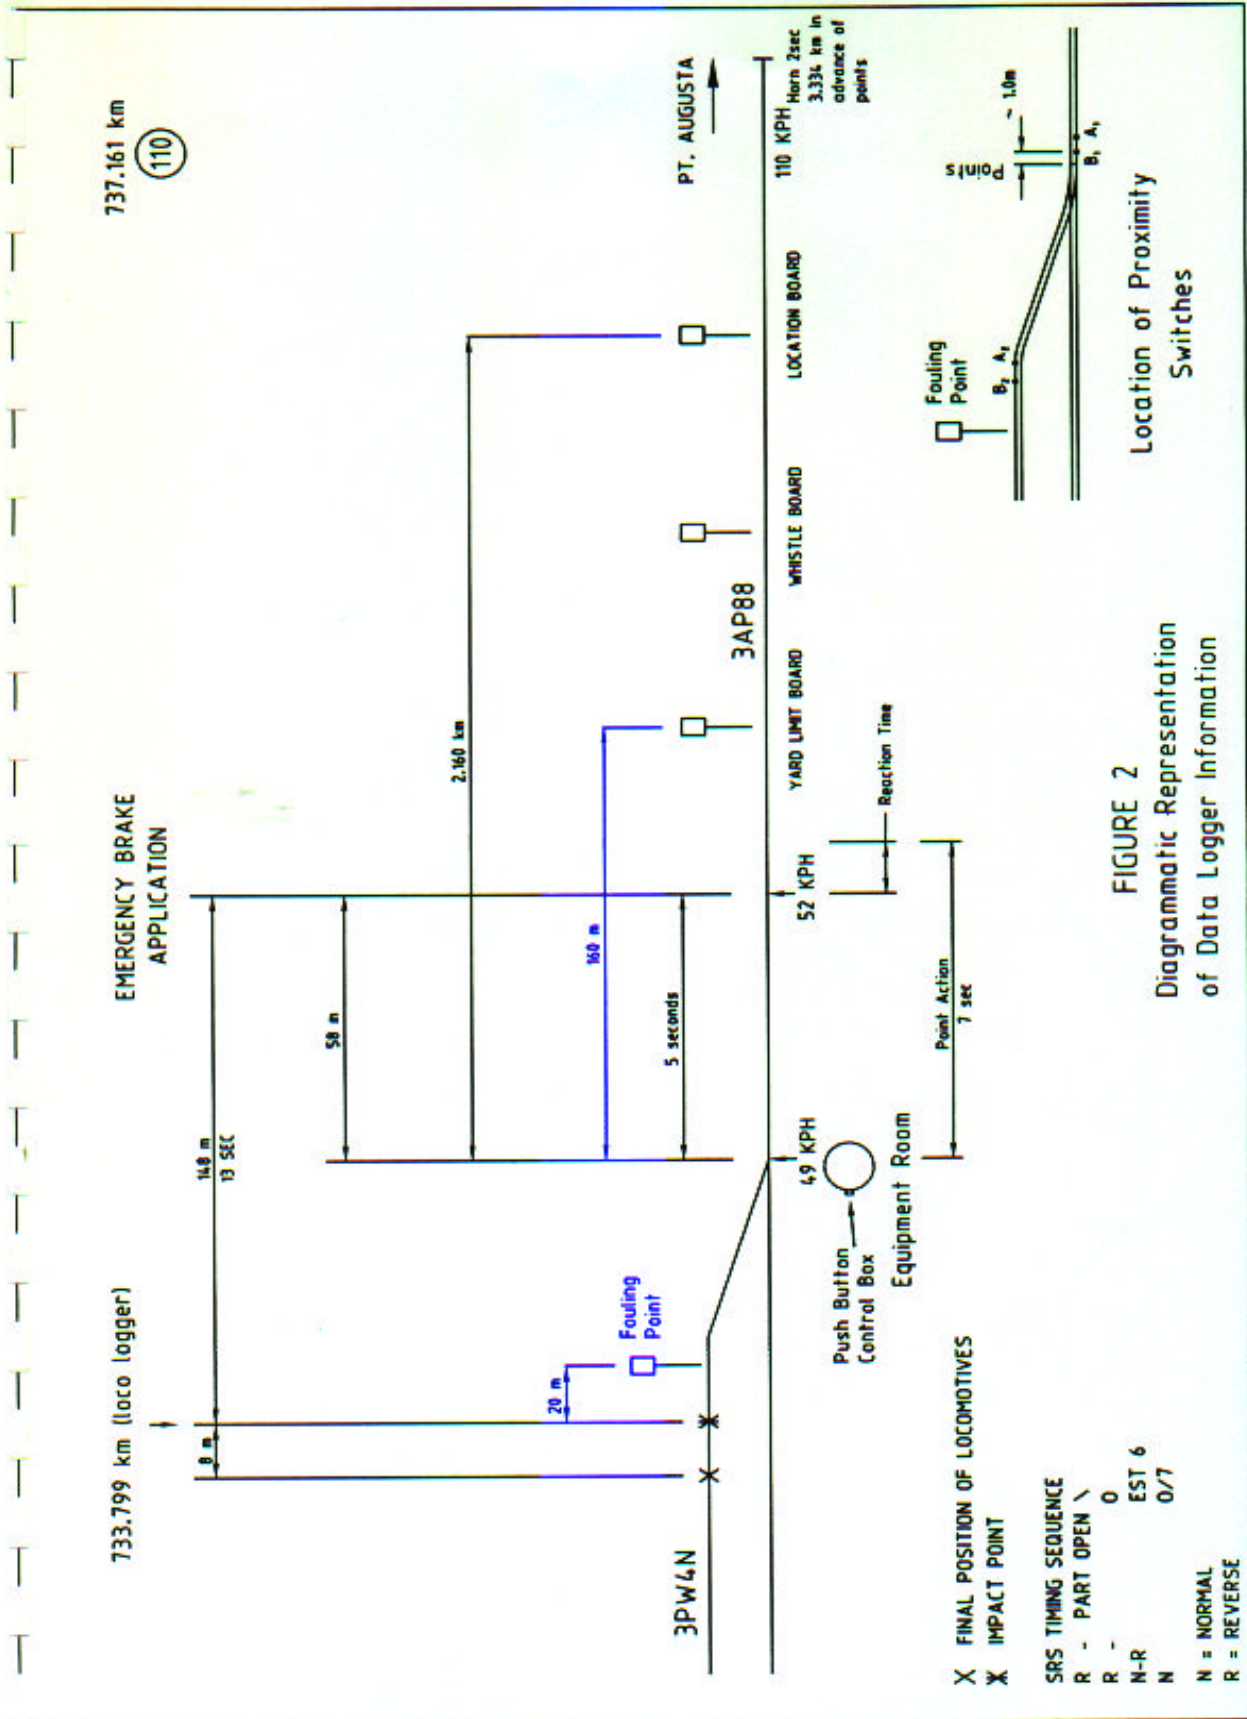 737.161 km
110
EMERGENCY BRAKE
APPLICATION
733.799 km (loco logger)
148 m
13 SEC
8 m
58 m
2.160 km
160 m
5 seconds
20 m
Fouling
Point
PT. AUGUSTA
3AP88
3PW4N
110 KPH
Horn 2sec
3.334 km in
advance of
points
LOCATION BOARD
WHISTLE BOARD
YARD LIMIT BOARD
52 KPH
49 KPH
Reaction Time
Point Action
7 sec
Push Button
Control Box
Equipment Room
Fouling
Point
B₂ A₂
Points
~ 1.0m
B₁ A₁
Location of Proximity
Switches
X FINAL POSITION OF LOCOMOTIVES
Ж IMPACT POINT
SRS TIMING SEQUENCE
R - PART OPEN \
R - O
N-R EST 6
N 0/7
N = NORMAL
R = REVERSE
FIGURE 2
Diagrammatic Representation
of Data Logger Information